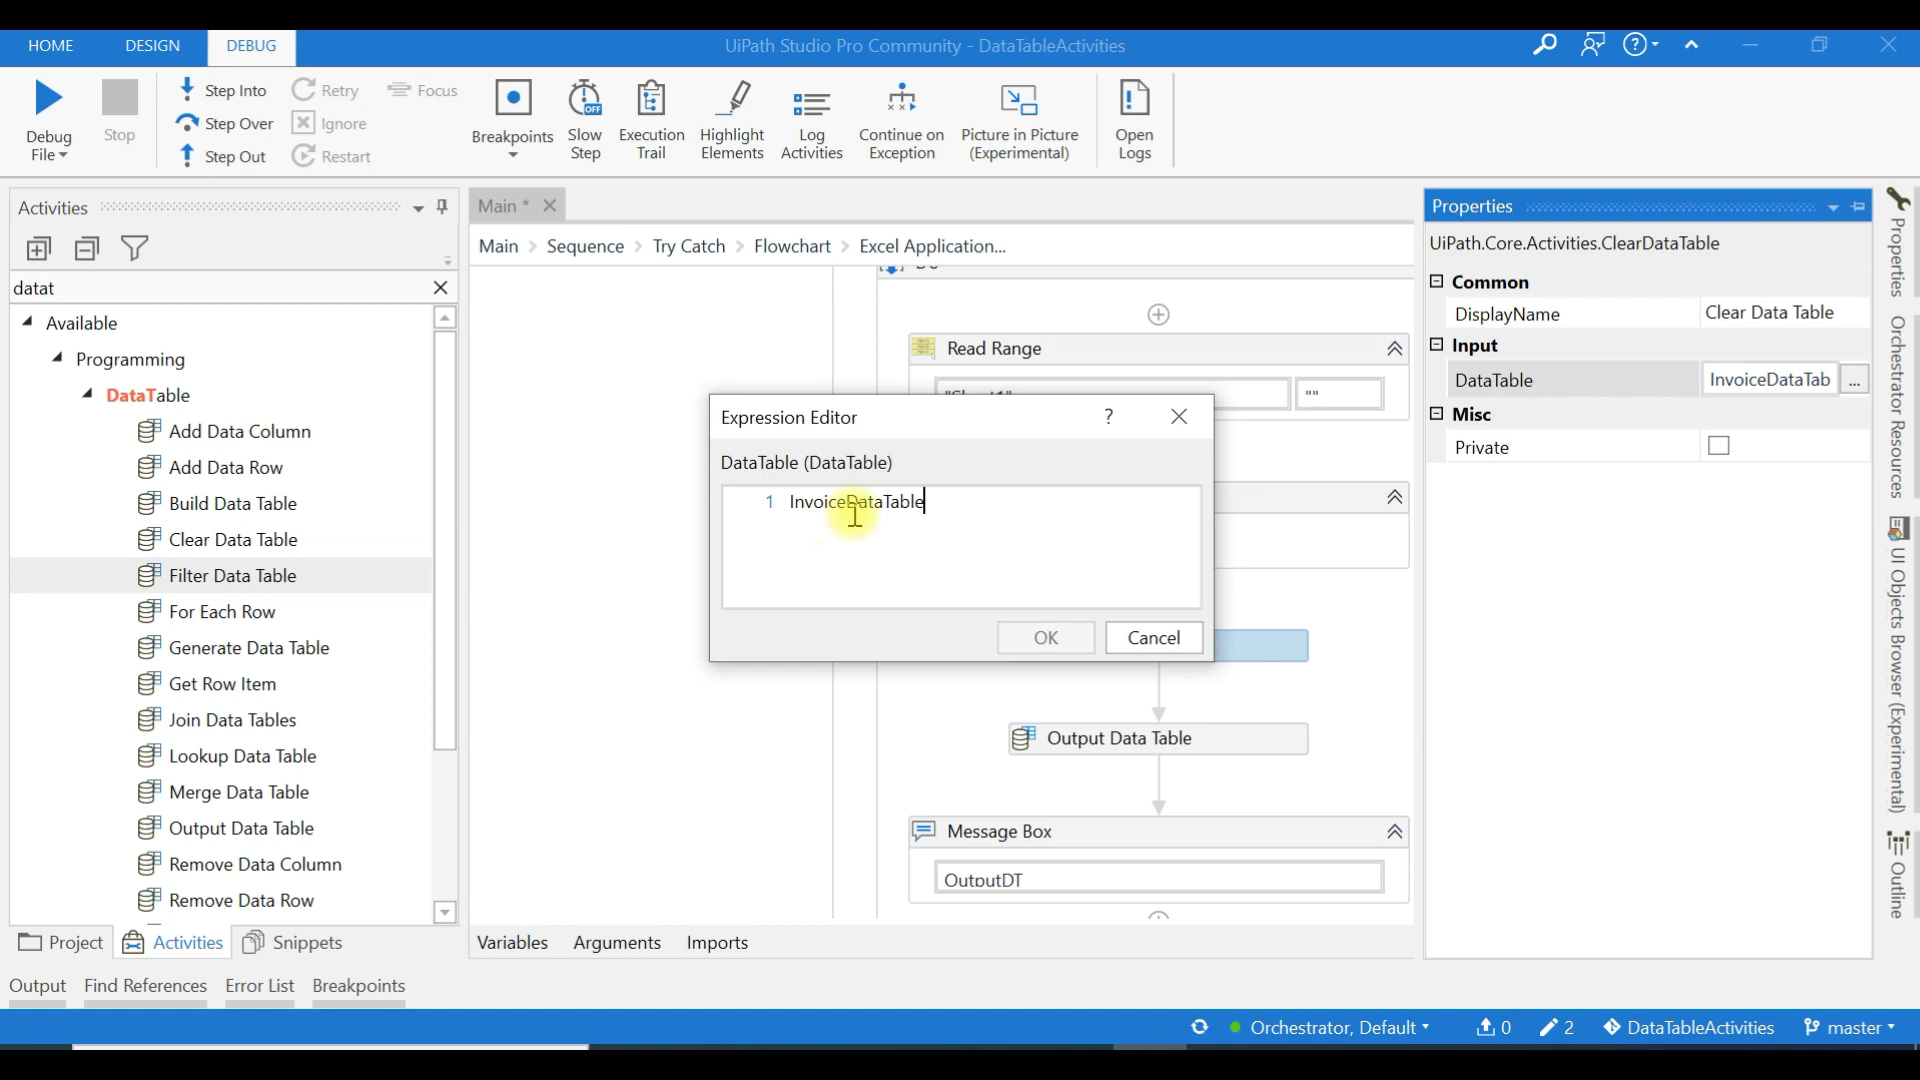 HOME DESIGN DEBUG UiPath Studio Pro Community - DataTableActivities
Debug File
Stop
Step Into
Step Over
Step Out
Retry
Ignore
Restart
Focus
Breakpoints
Slow Step
Execution Trail
Highlight Elements
Log Activities
Continue on Exception
Picture in Picture (Experimental)
Open Logs
Activities
datat
Available
Programming
DataTable
Add Data Column
Add Data Row
Build Data Table
Clear Data Table
Filter Data Table
For Each Row
Generate Data Table
Get Row Item
Join Data Tables
Lookup Data Table
Merge Data Table
Output Data Table
Remove Data Column
Remove Data Row
Project Activities Snippets
Main *
Main > Sequence > Try Catch > Flowchart > Excel Application...
Read Range
""
Expression Editor ?
DataTable (DataTable)
1 InvoiceDataTable
OK Cancel
Output Data Table
Message Box
OutputDT
Variables Arguments Imports
Properties
UiPath.Core.Activities.ClearDataTable
Common
DisplayName Clear Data Table
Input
DataTable InvoiceDataTab ...
Misc
Private
Properties
Orchestrator Resources
UI Objects Browser (Experimental)
Outline
Output Find References Error List Breakpoints
Orchestrator, Default 0 2 DataTableActivities master